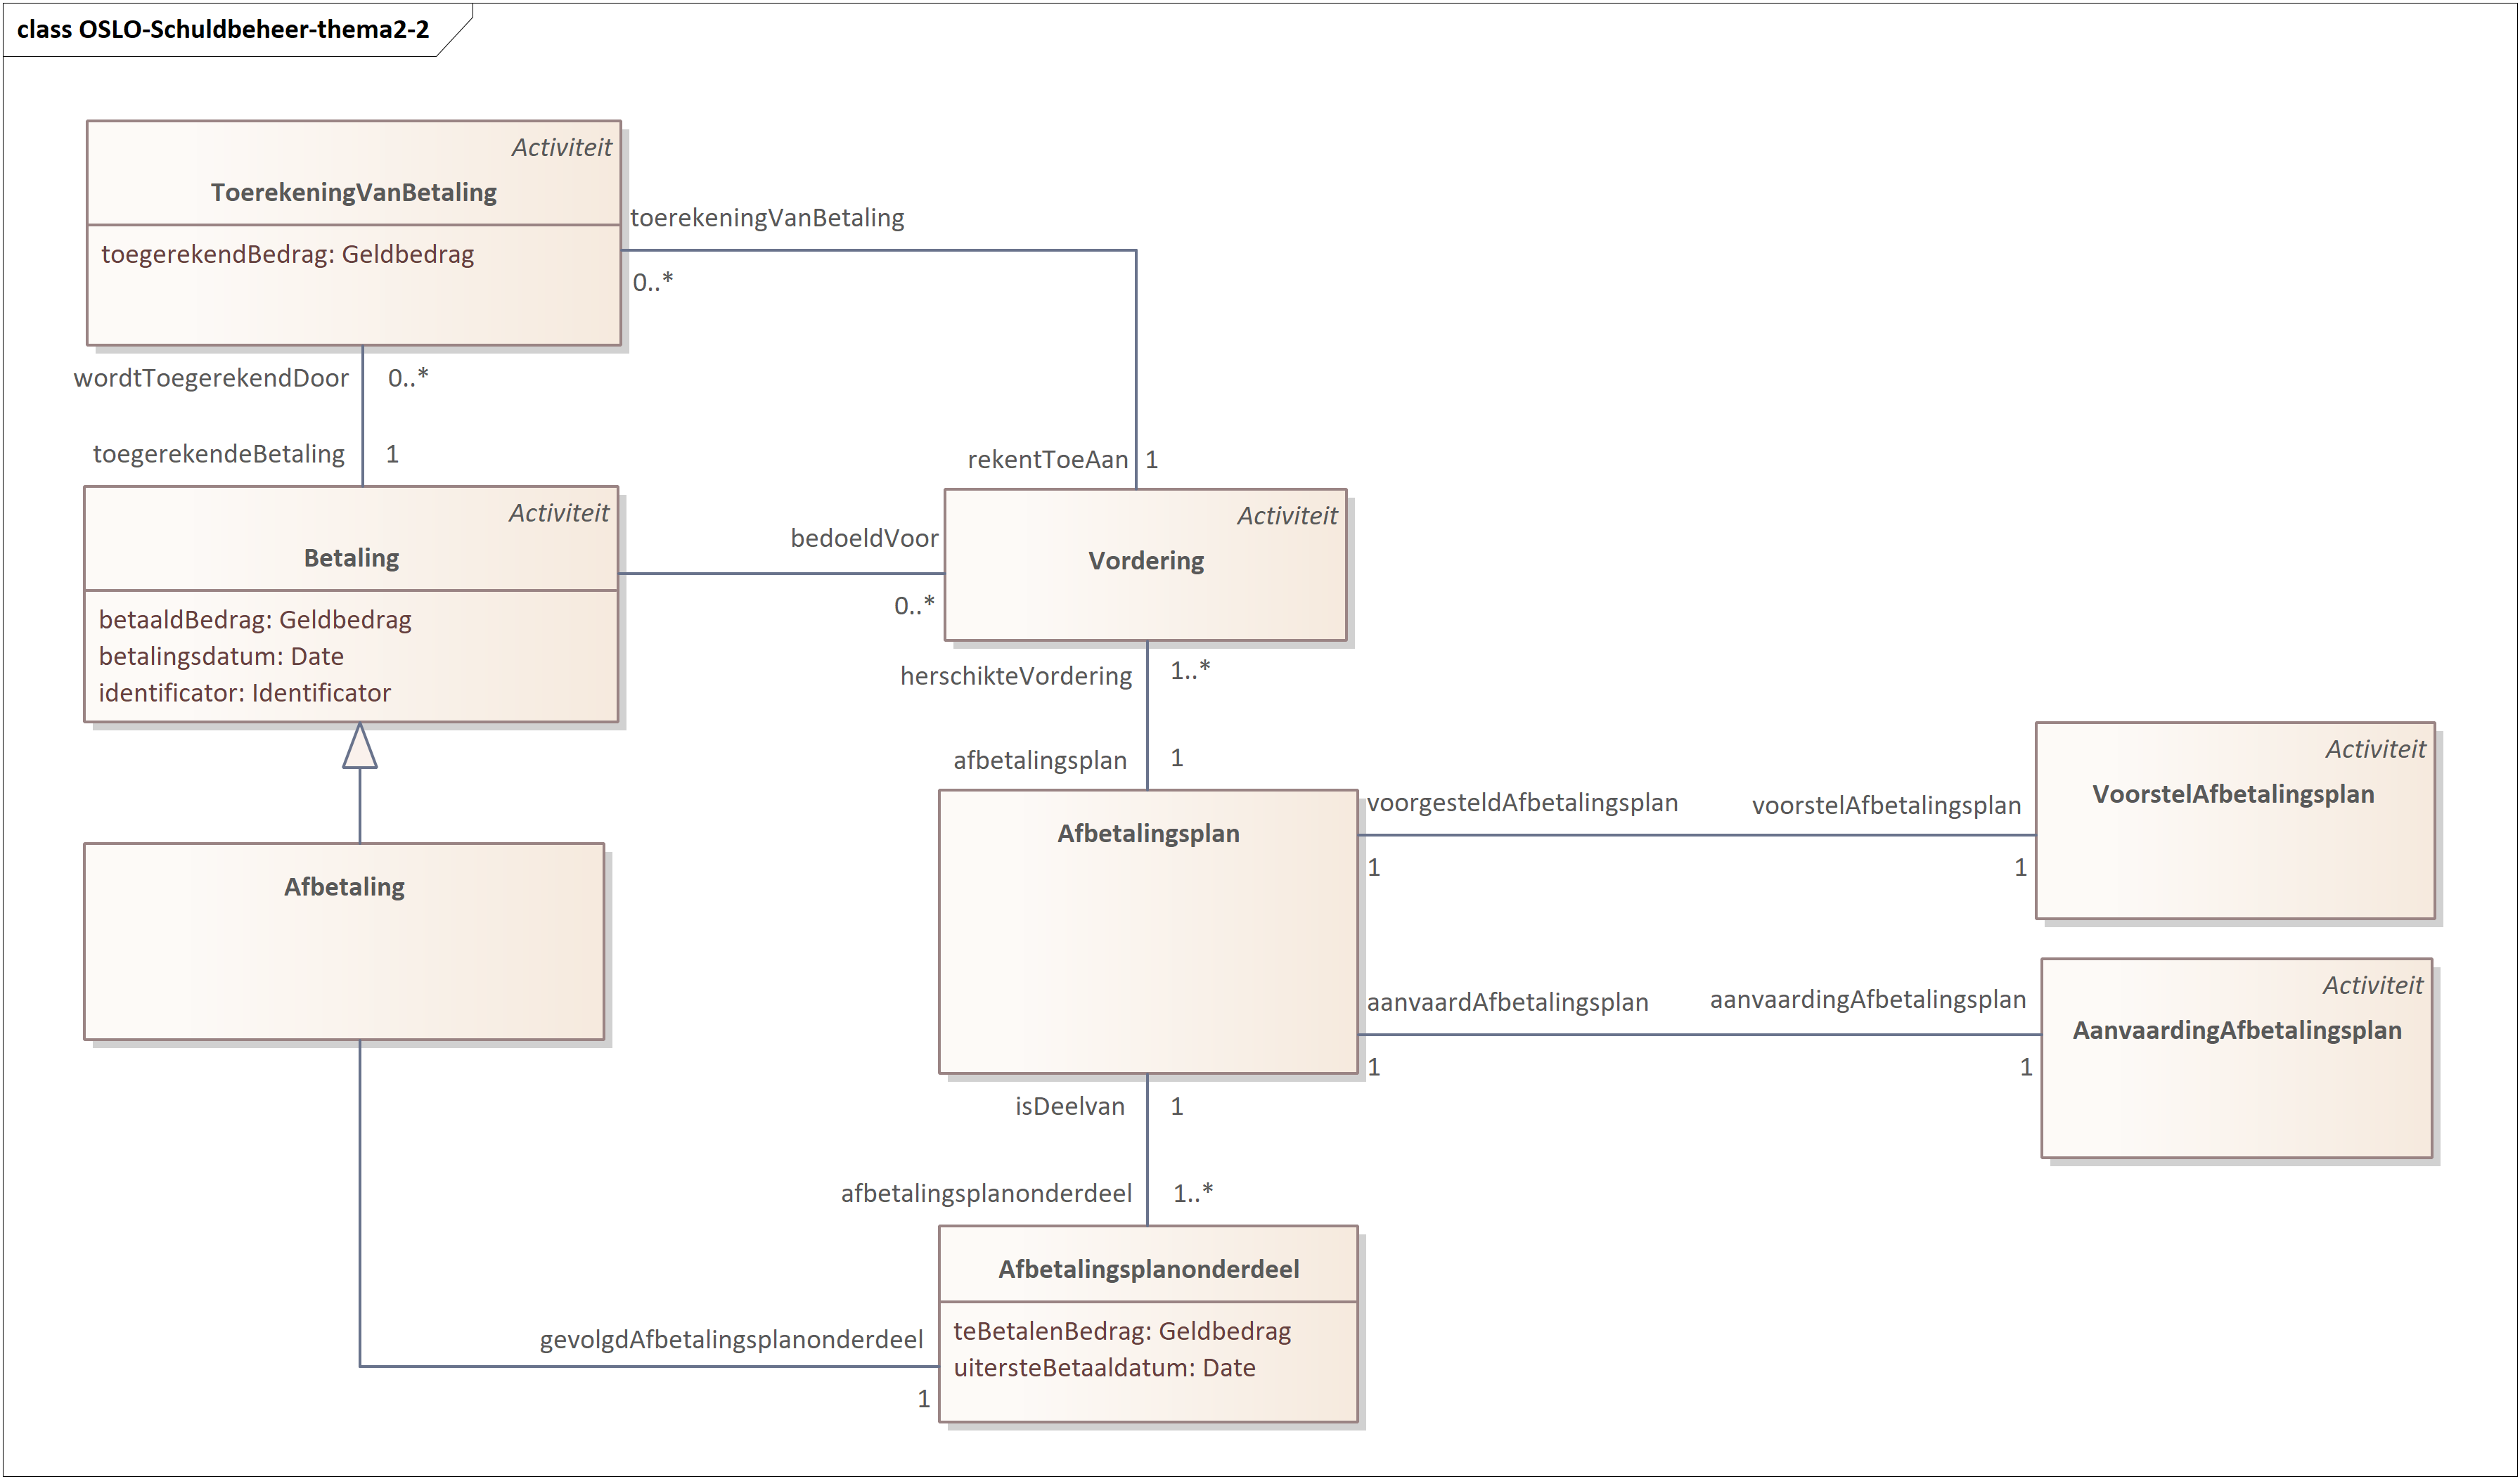 class OSLO-Schuldbeheer-thema2-2
Activiteit
ToerekeningVanBetaling
toegerekendBedrag: Geldbedrag
toerekeningVanBetaling
0..*
wordtToegerekendDoor 0..*
toegerekendeBetaling 1
rekentToeAan 1
Activiteit
Betaling
betaaldBedrag: Geldbedrag
betalingsdatum: Date
identificator: Identificator
bedoeldVoor
0..*
Activiteit
Vordering
herschikteVordering 1..*
afbetalingsplan 1
Afbetaling
Afbetalingsplan
voorgesteldAfbetalingsplan voorstelAfbetalingsplan
1 1
Activiteit
VoorstelAfbetalingsplan
aanvaardAfbetalingsplan aanvaardingAfbetalingsplan
1 1
Activiteit
AanvaardingAfbetalingsplan
isDeelvan 1
afbetalingsplanonderdeel 1..*
Afbetalingsplanonderdeel
teBetalenBedrag: Geldbedrag
uitersteBetaaldatum: Date
gevolgdAfbetalingsplanonderdeel
1